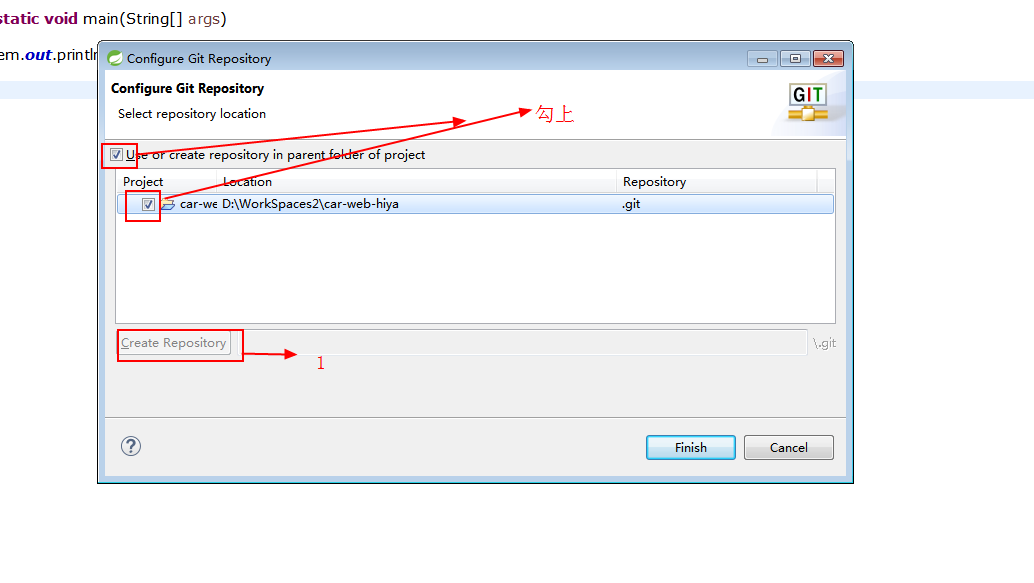 static void main(String[] args)
em.out.println
Configure Git Repository
Configure Git Repository
Select repository location
GIT
勾上
Use or create repository in parent folder of project
Project Location Repository
car-we D:\WorkSpaces2\car-web-hiya .git
Create Repository \.git
1
?
Finish Cancel